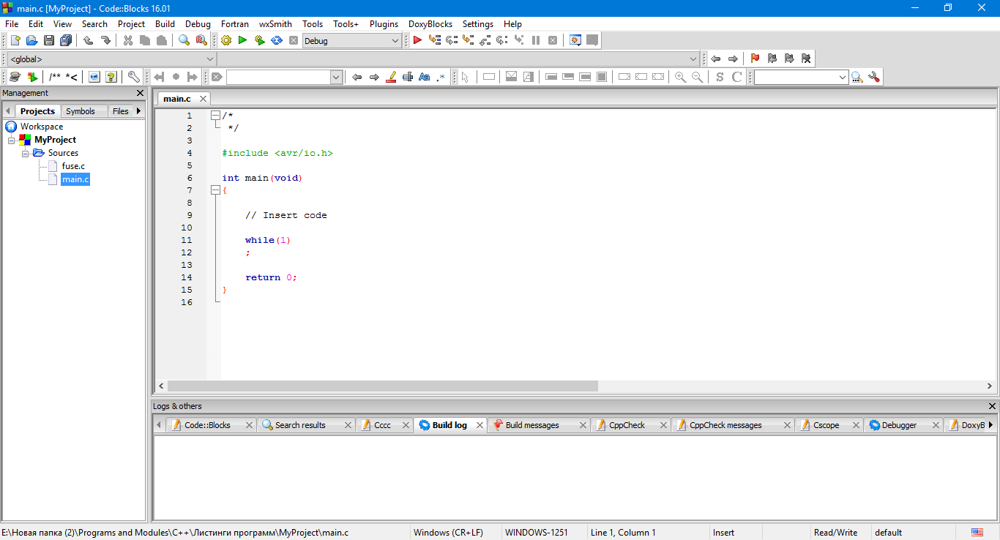 main.c [MyProject] - Code::Blocks 16.01
File Edit View Search Project Build Debug Fortran wxSmith Tools Tools+ Plugins DoxyBlocks Settings Help
Debug
<global>
/** *<
Aa .*
S C
Management
Projects Symbols Files
Workspace
MyProject
Sources
fuse.c
main.c
main.c
1 /*
2 */
3
4 #include <avr/io.h>
5
6 int main(void)
7 {
8
9 // Insert code
10
11 while(1)
12 ;
13
14 return 0;
15 }
16
Logs & others
Code::Blocks Search results Cccc Build log Build messages CppCheck CppCheck messages Cscope Debugger DoxyB
E:\Новая папка (2)\Programs and Modules\C++\Листинги программ\MyProject\main.c Windows (CR+LF) WINDOWS-1251 Line 1, Column 1 Insert Read/Write default